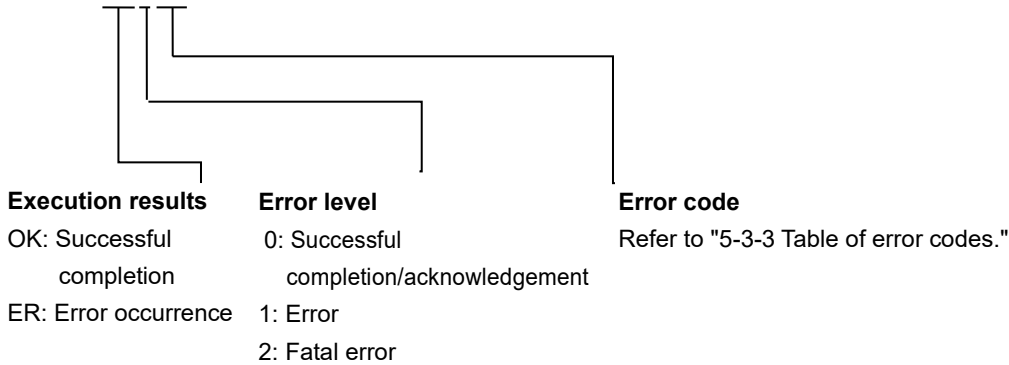 Execution results
OK: Successful
completion
ER: Error occurrence
Error level
0: Successful
completion/acknowledgement
1: Error
2: Fatal error
Error code
Refer to "5-3-3 Table of error codes."